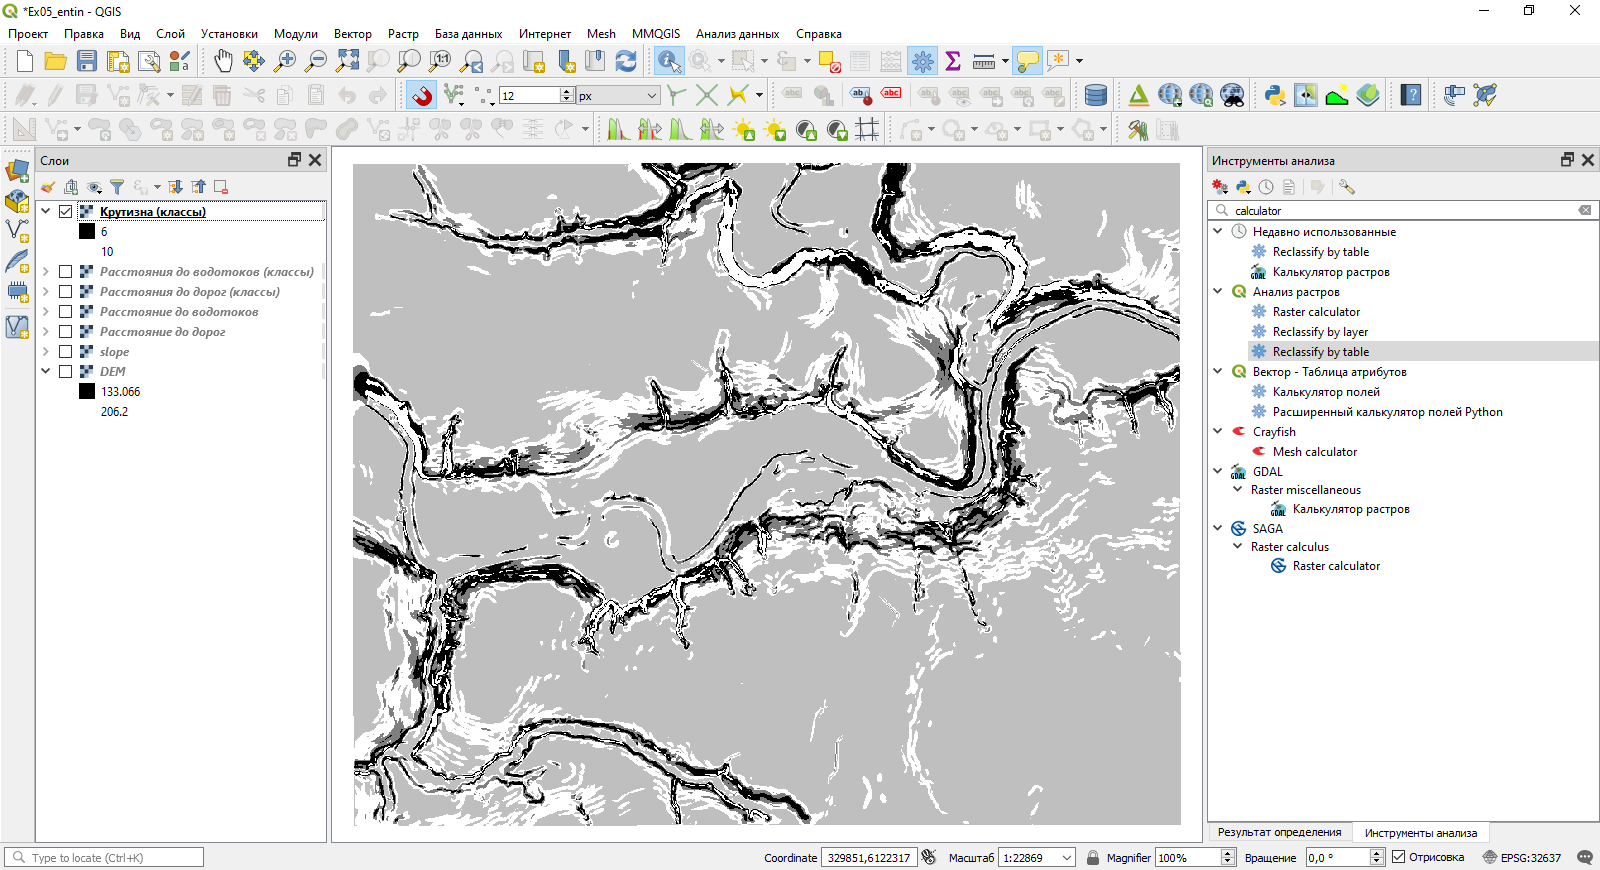 *Ex05_entin - QGIS
Проект Правка Вид Слой Установки Модули Вектор Растр База данных Интернет Mesh MMQGIS Анализ данных Справка
12 px
Слои
Крутизна (классы)
6
10
Расстояния до водотоков (классы)
Расстояния до дорог (классы)
Расстояние до водотоков
Расстояние до дорог
slope
DEM
133.066
206.2
Инструменты анализа
calculator
Недавно использованные
Reclassify by table
Калькулятор растров
Анализ растров
Raster calculator
Reclassify by layer
Reclassify by table
Вектор - Таблица атрибутов
Калькулятор полей
Расширенный калькулятор полей Python
Crayfish
Mesh calculator
GDAL
Raster miscellaneous
Калькулятор растров
SAGA
Raster calculus
Raster calculator
Результат определения Инструменты анализа
Type to locate (Ctrl+K) Coordinate 329851,6122317 Масштаб 1:22869 Magnifier 100% Вращение 0,0 ° Отрисовка EPSG:32637